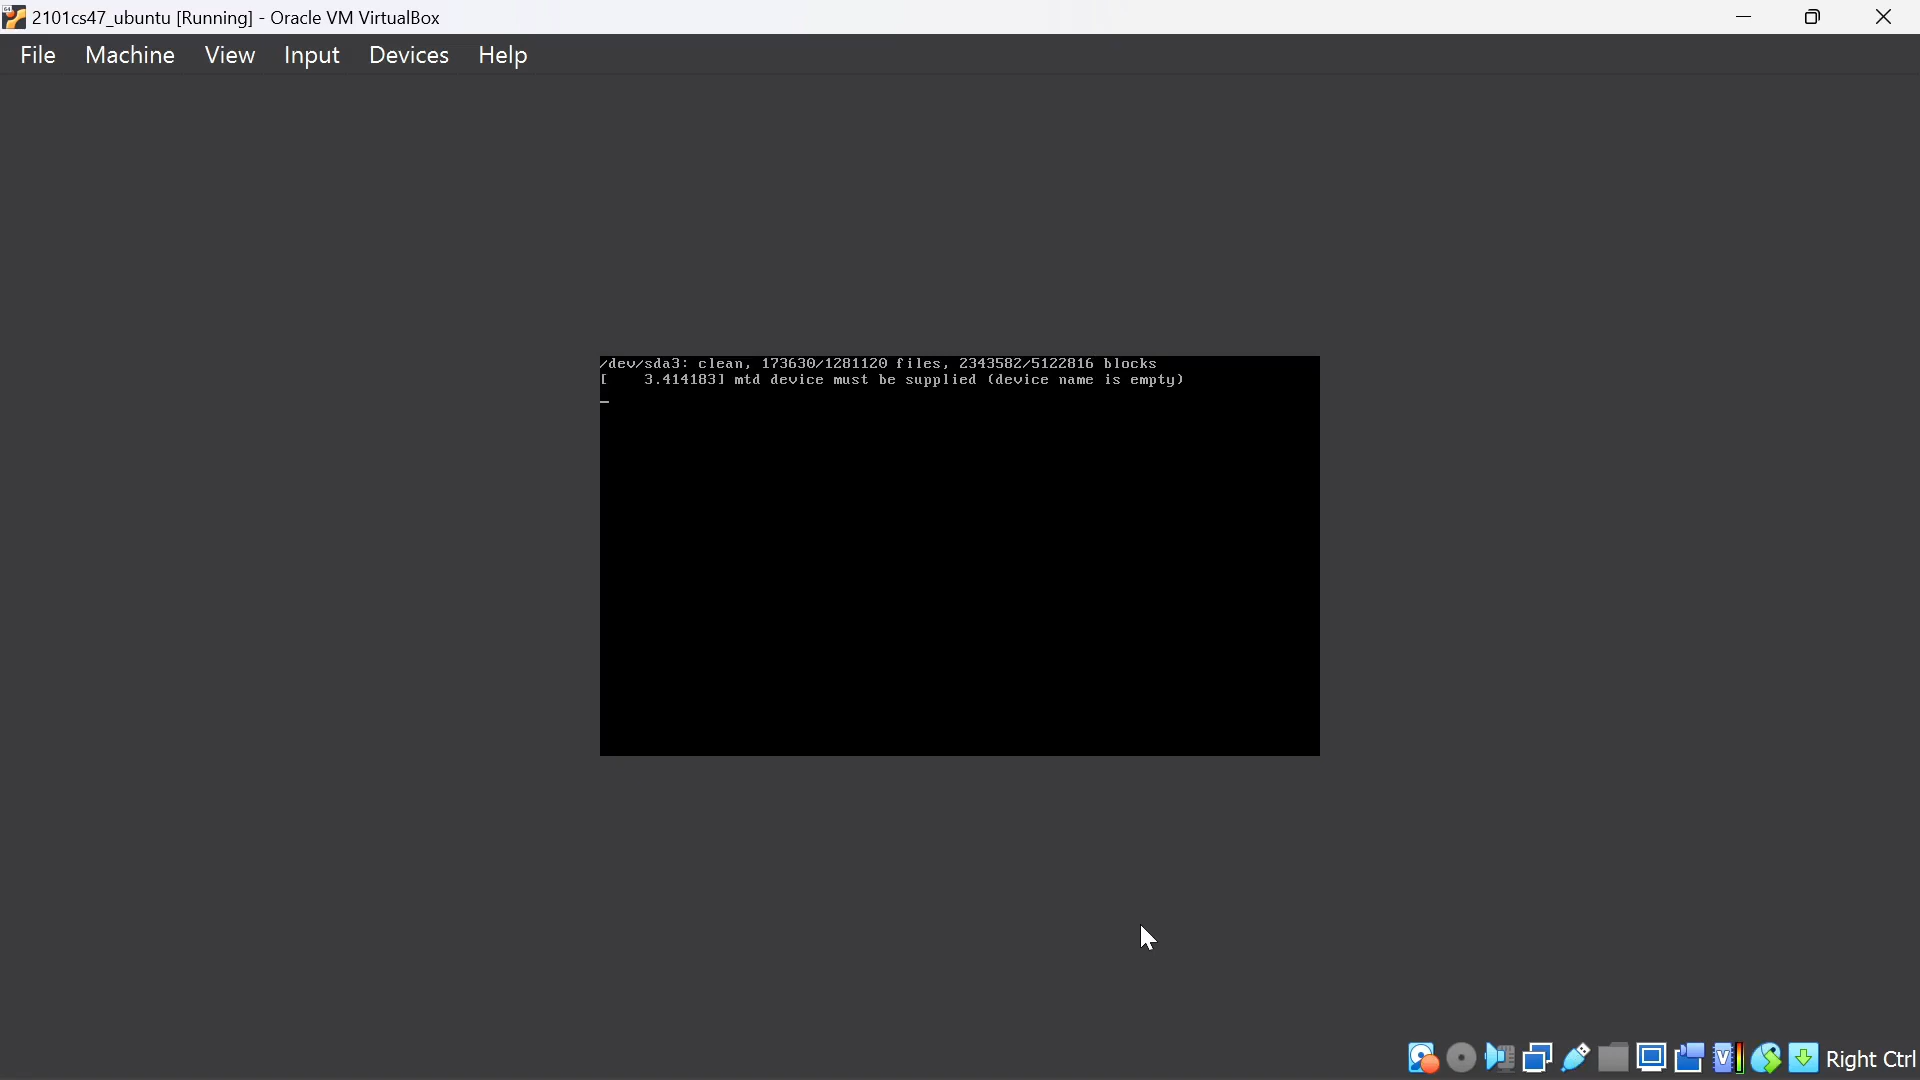 2101cs47_ubuntu [Running] - Oracle VM VirtualBox
File Machine View Input Devices Help
/dev/sda3: clean, 173630/1281120 files, 2343582/5122816 blocks
[    3.414183] mtd device must be supplied (device name is empty)
Right Ctrl